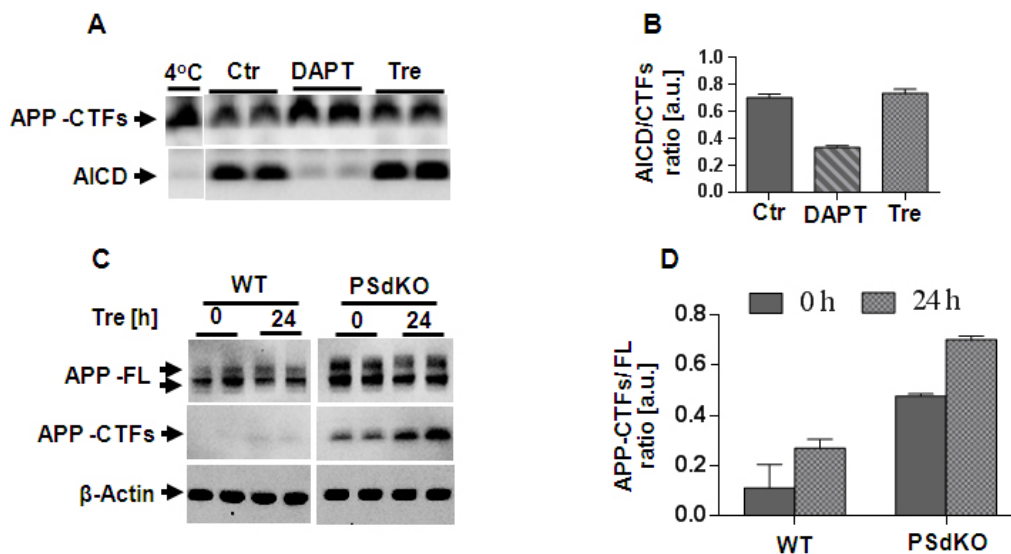 A
4°C Ctr DAPT Tre
APP -CTFs
AICD
B
AICD/CTFs
ratio [a.u.]
1.0
0.8
0.6
0.4
0.2
0.0
Ctr DAPT Tre
C
WT PSdKO
Tre [h] 0 24 0 24
APP -FL
APP -CTFs
β-Actin
D
0 h 24 h
APP-CTFs/ FL
ratio [a.u.]
0.8
0.6
0.4
0.2
0.0
WT PSdKO